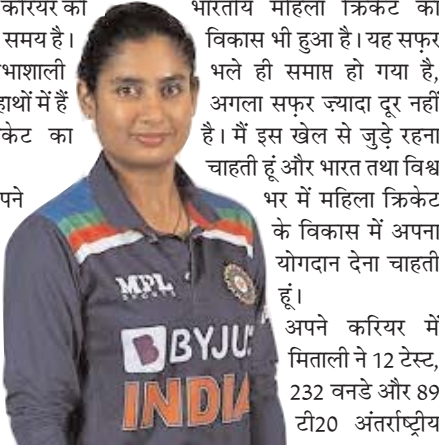 करियर को
समय है।
भाशाली
हाथों में हैं
केट का
पने
भारतीय महिला क्रिकेट का
विकास भी हुआ है। यह सफ़र
भले ही समाप्त हो गया है,
अगला सफ़र ज़्यादा दूर नहीं
है। मैं इस खेल से जुड़े रहना
चाहती हूं और भारत तथा विश्व
भर में महिला क्रिकेट
के विकास में अपना
योगदान देना चाहती
हूं।
अपने करियर में
मिताली ने 12 टेस्ट,
232 वनडे और 89
टी20 अंतर्राष्ट्रीय
MPL
SPORTS
BYJU'
INDIA